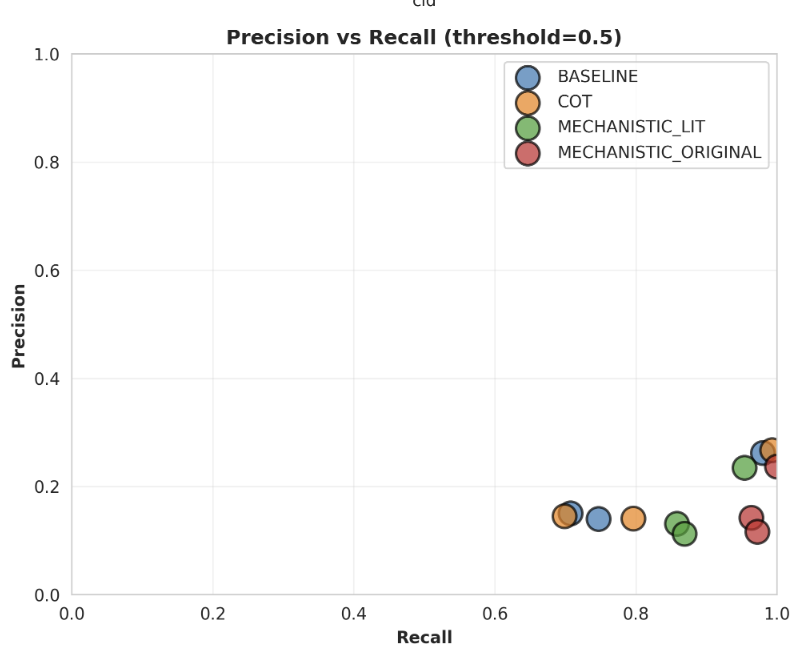 cid
Precision vs Recall (threshold=0.5)
1.0
0.8
0.6
0.4
0.2
0.0
Precision
BASELINE
COT
MECHANISTIC_LIT
MECHANISTIC_ORIGINAL
0.0 0.2 0.4 0.6 0.8 1.0
Recall